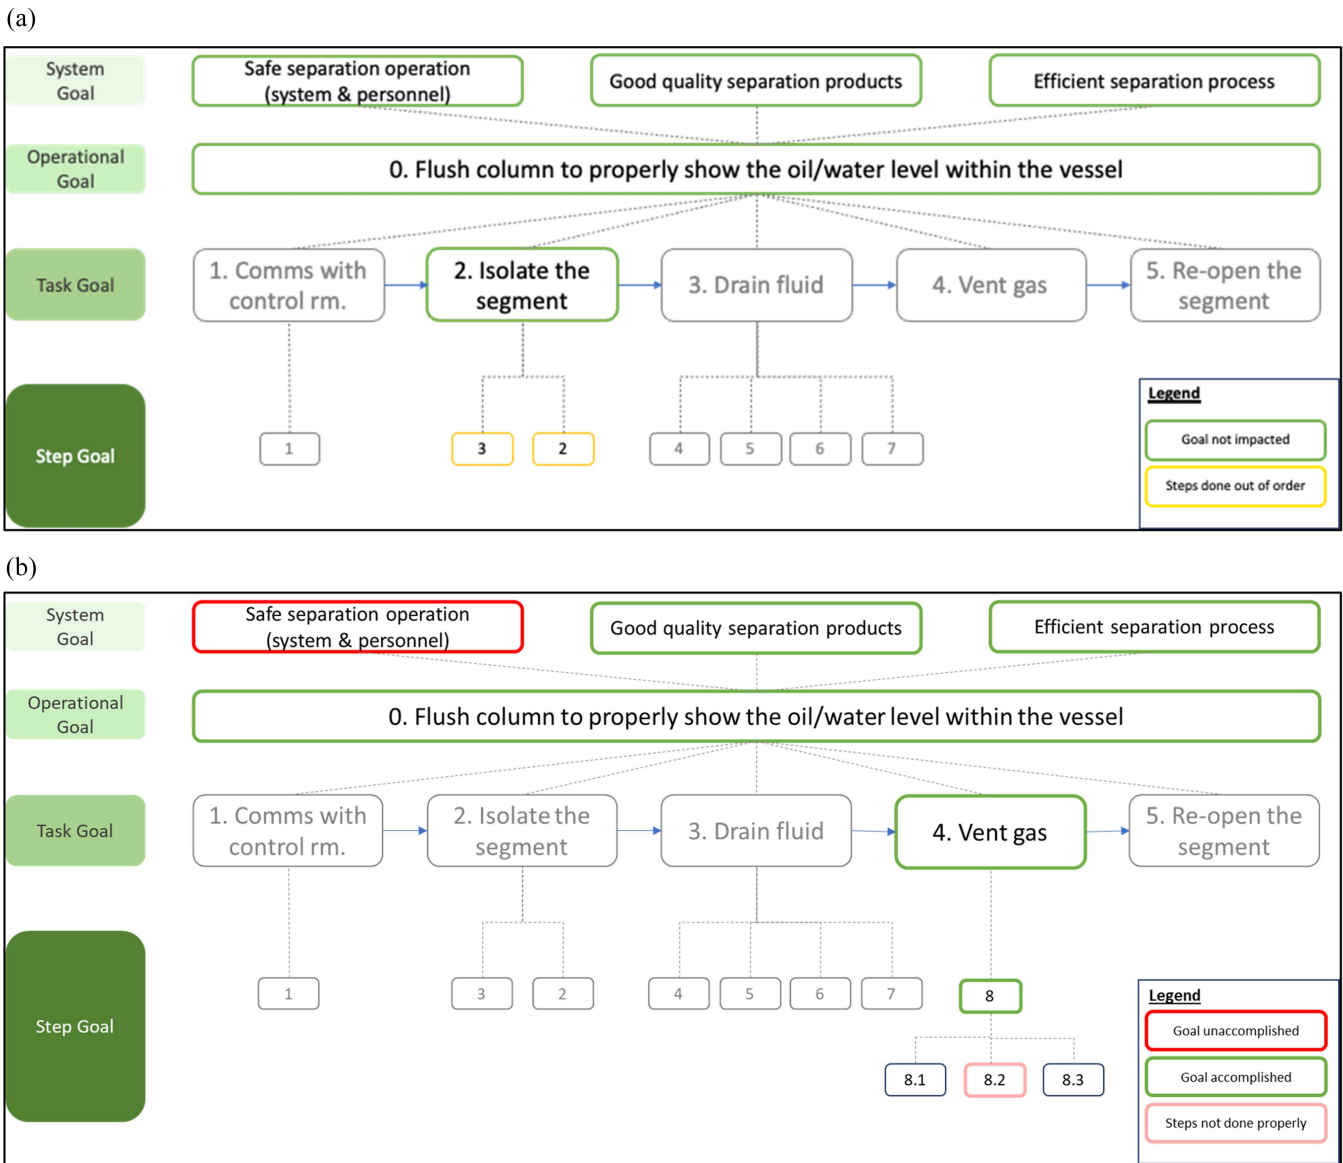 (a)
System
Goal
Safe separation operation
(system & personnel)
Good quality separation products
Efficient separation process
Operational
Goal
0. Flush column to properly show the oil/water level within the vessel
Task Goal
1. Comms with
control rm.
2. Isolate the
segment
3. Drain fluid
4. Vent gas
5. Re-open the
segment
Step Goal
1
3
2
4
5
6
7
Legend
Goal not impacted
Steps done out of order
(b)
System
Goal
Safe separation operation
(system & personnel)
Good quality separation products
Efficient separation process
Operational
Goal
0. Flush column to properly show the oil/water level within the vessel
Task Goal
1. Comms with
control rm.
2. Isolate the
segment
3. Drain fluid
4. Vent gas
5. Re-open the
segment
Step Goal
1
3
2
4
5
6
7
8
8.1
8.2
8.3
Legend
Goal unaccomplished
Goal accomplished
Steps not done properly